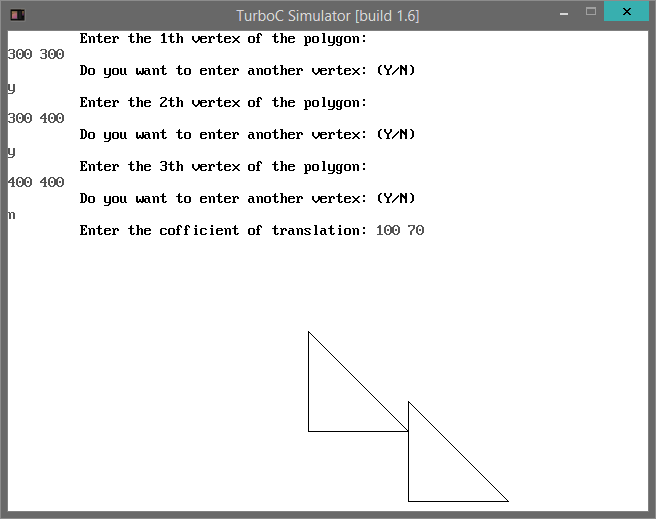 TurboC Simulator [build 1.6]
Enter the 1th vertex of the polygon:
300 300
Do you want to enter another vertex: (Y/N)
y
Enter the 2th vertex of the polygon:
300 400
Do you want to enter another vertex: (Y/N)
y
Enter the 3th vertex of the polygon:
400 400
Do you want to enter another vertex: (Y/N)
n
Enter the cofficient of translation: 100 70